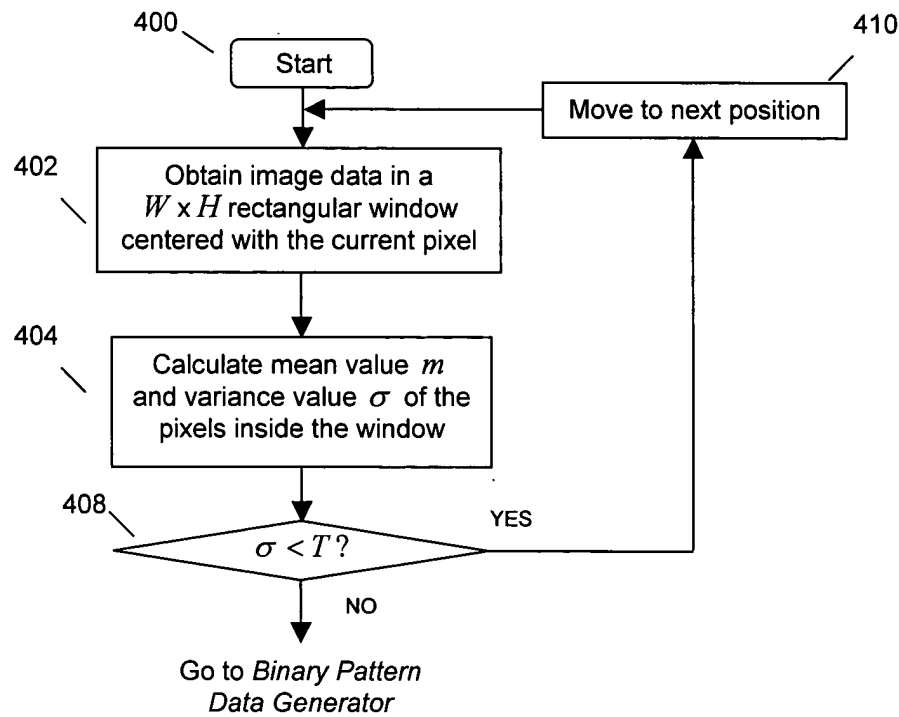 400
Start
410
Move to next position
402
Obtain image data in a
W x H rectangular window
centered with the current pixel
404
Calculate mean value m
and variance value σ of the
pixels inside the window
408
σ < T ?
YES
NO
Go to Binary Pattern
Data Generator